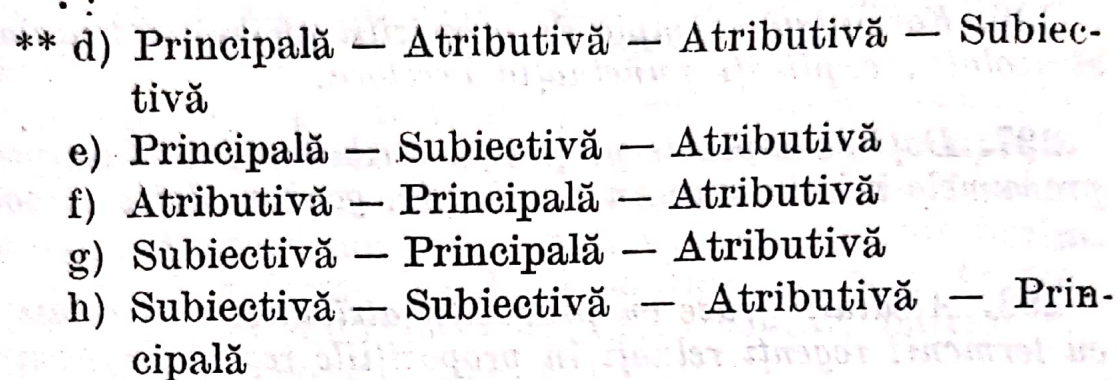 ** d) Principală — Atributivă — Atributivă — Subiec-
tivă
e) Principală — Subiectivă — Atributivă
f) Atributivă — Principală — Atributivă
g) Subiectivă — Principală — Atributivă
h) Subiectivă — Subiectivă — Atributivă — Prin-
cipală